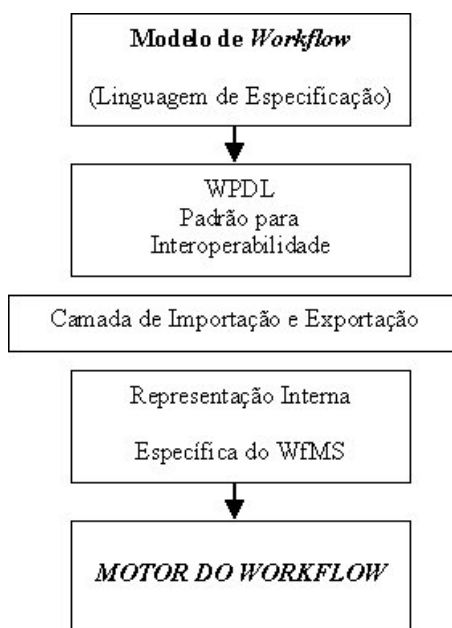 Modelo de Workflow
(Linguagem de Especificação)
WPDL
Padrão para
Interoperabilidade
Camada de Importação e Exportação
Representação Interna
Específica do WfMS
MOTOR DO WORKFLOW